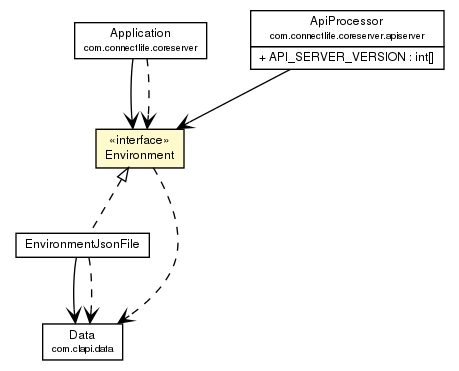 Application
com.connectlife.coreserver
ApiProcessor
com.connectlife.coreserver.apiserver
+ API_SERVER_VERSION : int[]
«interface»
Environment
EnvironmentJsonFile
Data
com.clapi.data